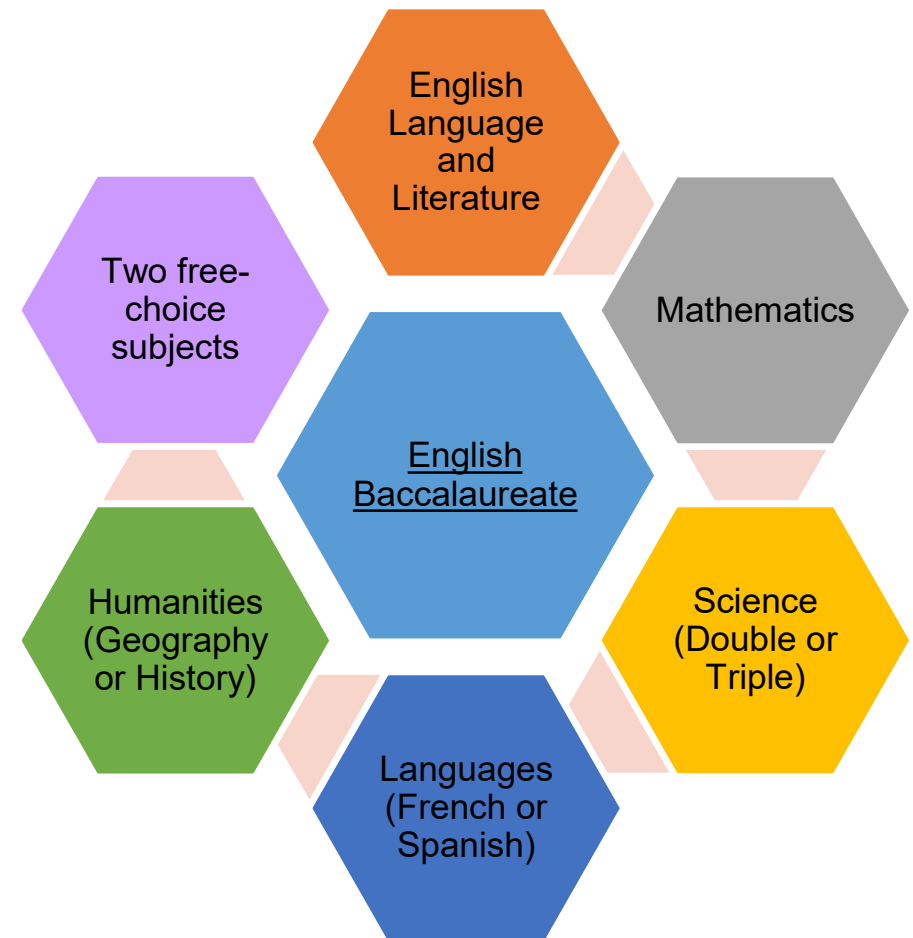 English
Language
and
Literature
Mathematics
Science
(Double or
Triple)
Languages
(French or
Spanish)
Humanities
(Geography
or History)
Two free-
choice
subjects
English
Baccalaureate